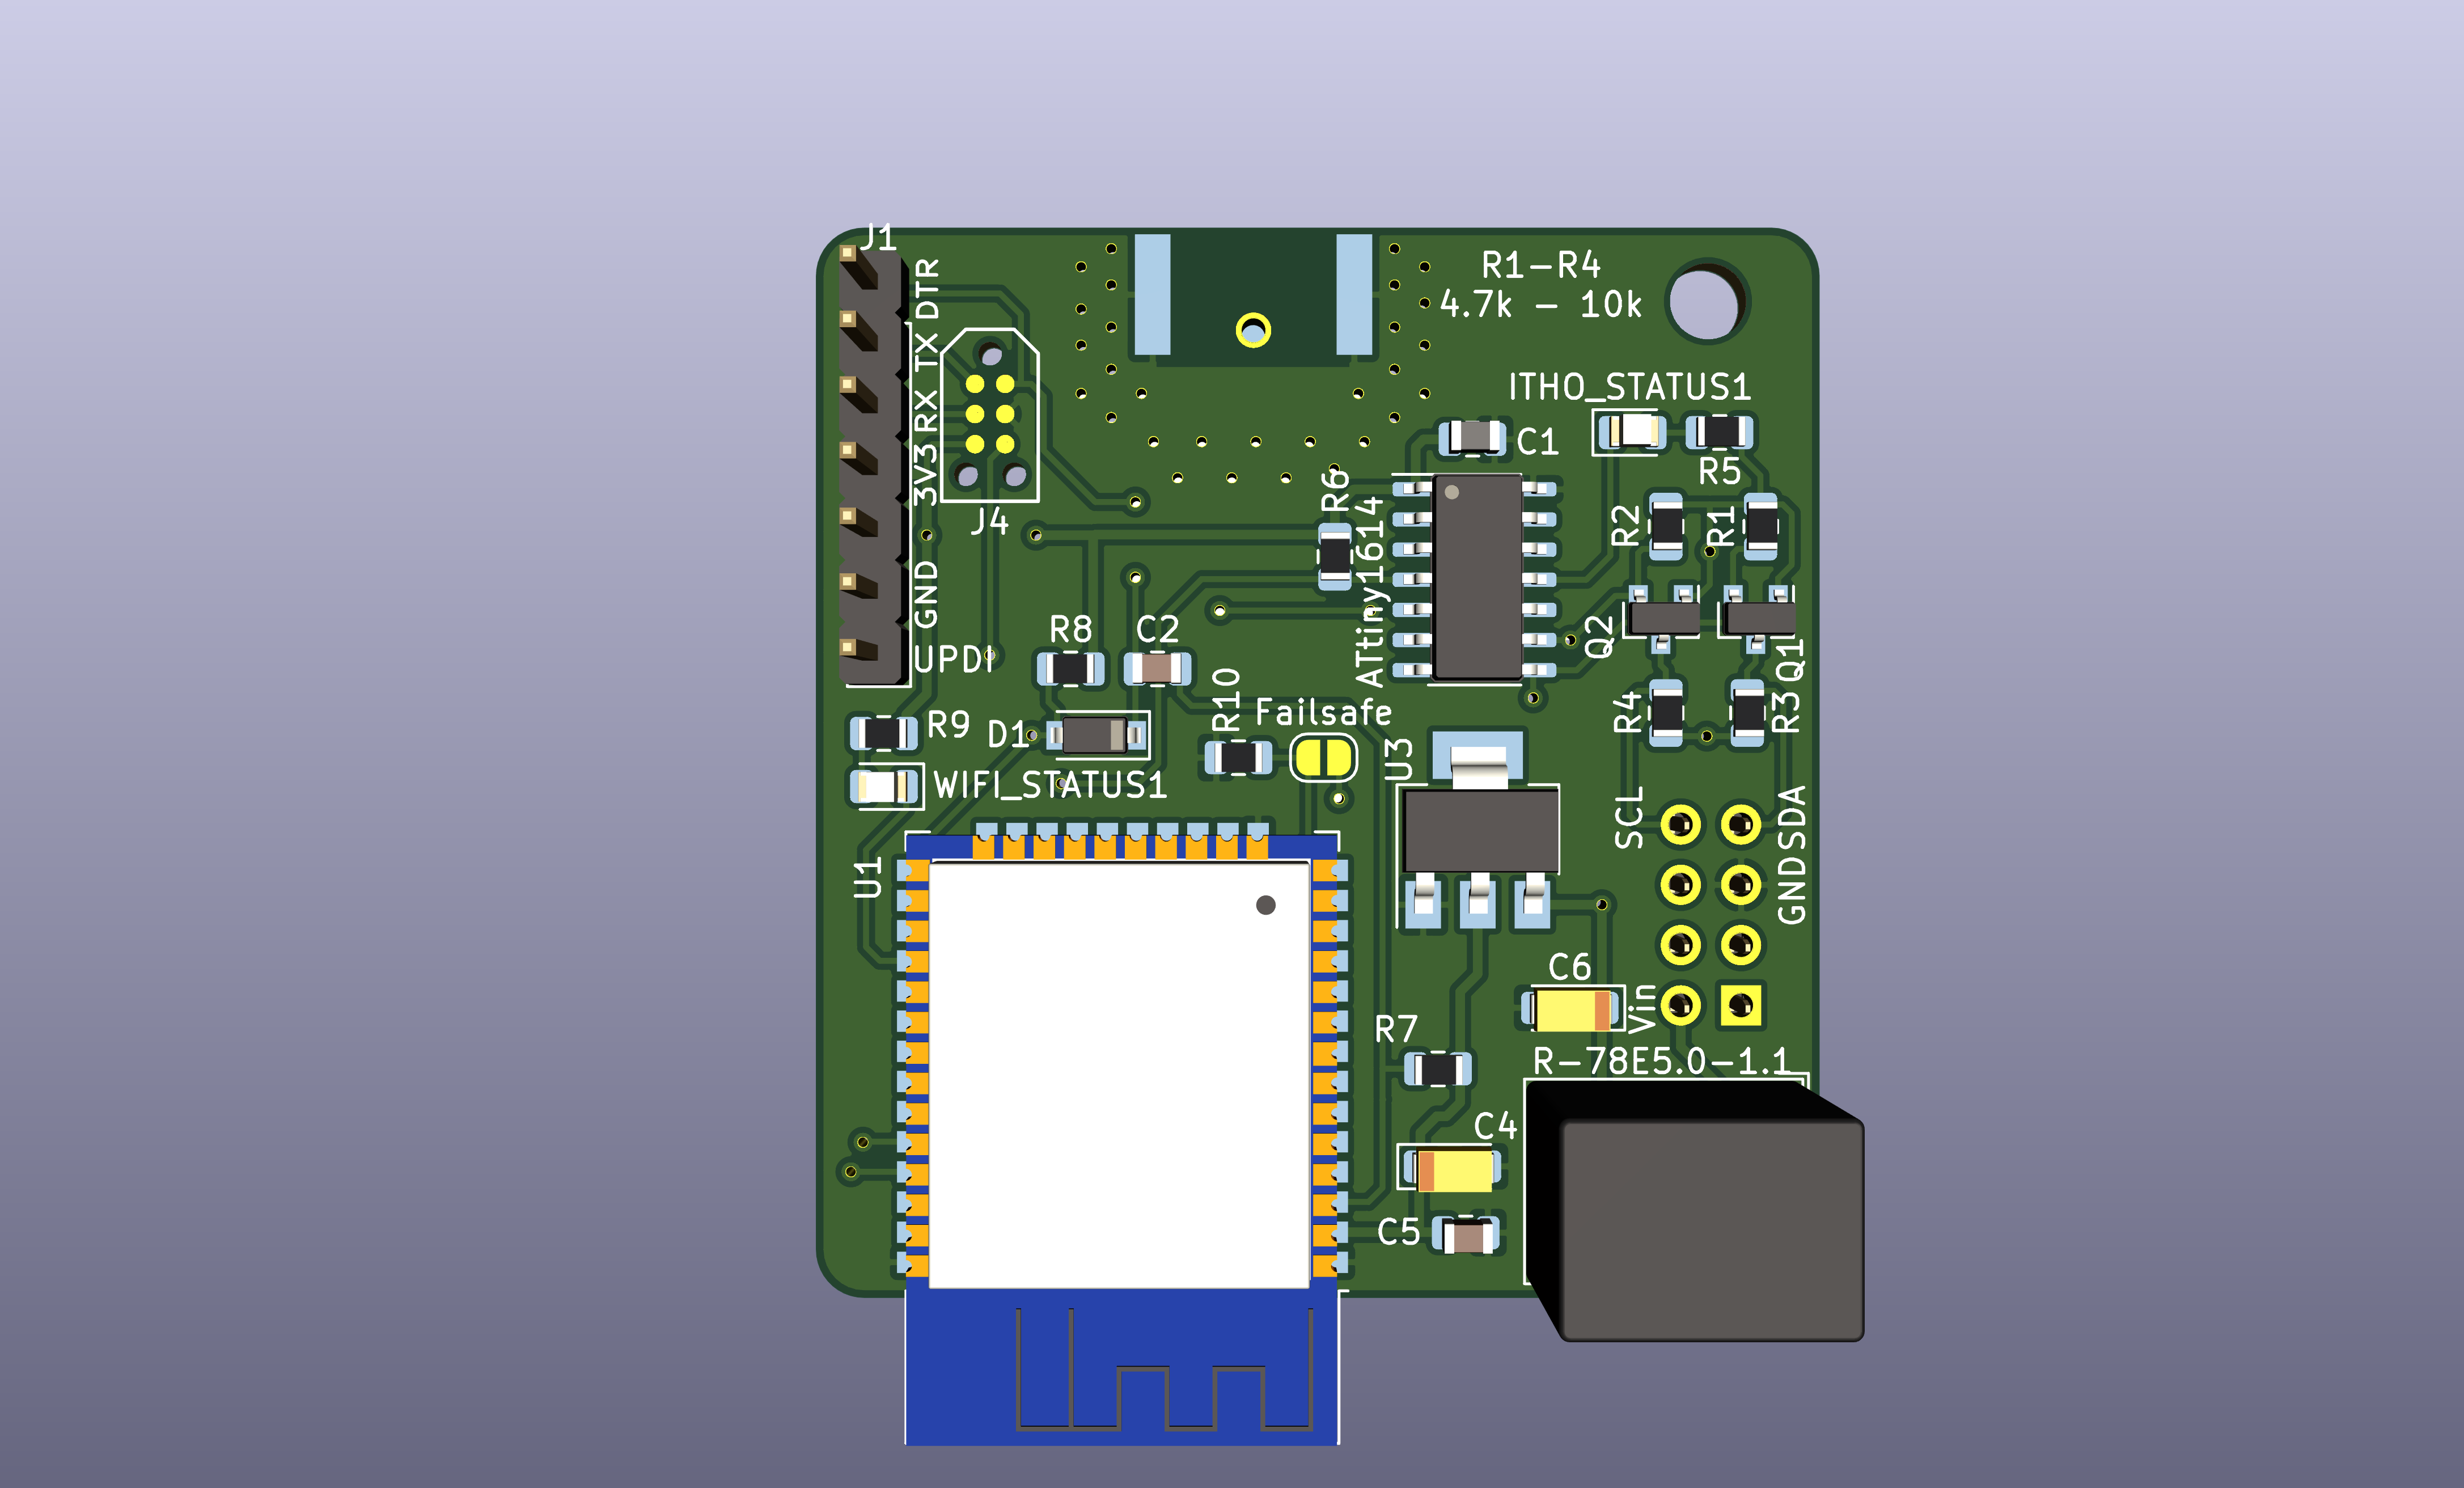 J1
DTR
TX
RX
3V3
GND
UPDI
J4
R1-R4
4.7k - 10k
ITHO_STATUS1
C1
R5
R6
ATtiny1614
R2
R1
Q2
Q1
R8
C2
R10
Failsafe
R4
R3
R9
D1
WIFI_STATUS1
U3
SCL
SDA
GND
U1
C6
Vin
R7
R-78E5.0-1.1
C4
C5